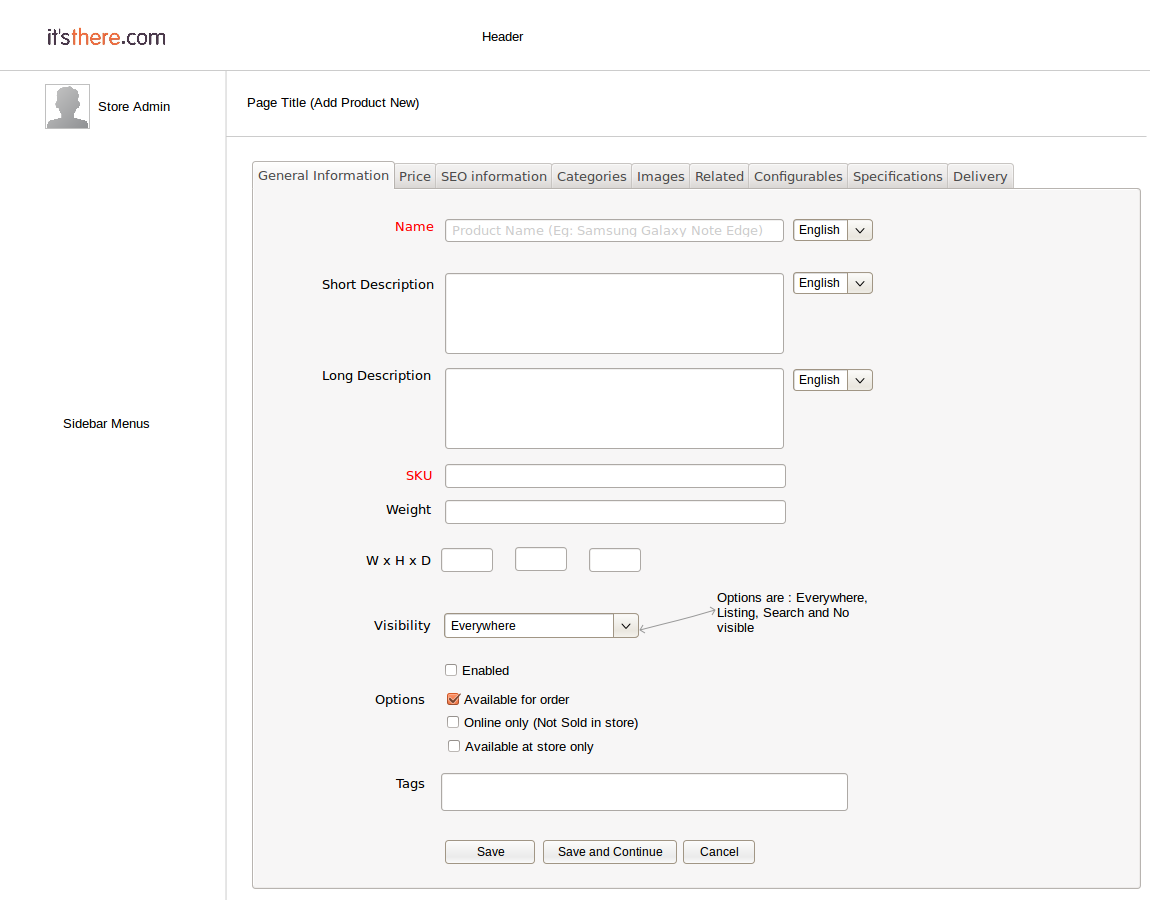 it'sthere.com
Header
Store Admin
Page Title (Add Product New)
General Information Price SEO information Categories Images Related Configurables Specifications Delivery
Name Product Name (Eg: Samsung Galaxy Note Edge) English
Short Description English
Long Description English
Sidebar Menus
SKU
Weight
W x H x D
Options are : Everywhere,
Listing, Search and No
visible
Visibility Everywhere
Enabled
Options Available for order
Online only (Not Sold in store)
Available at store only
Tags
Save Save and Continue Cancel